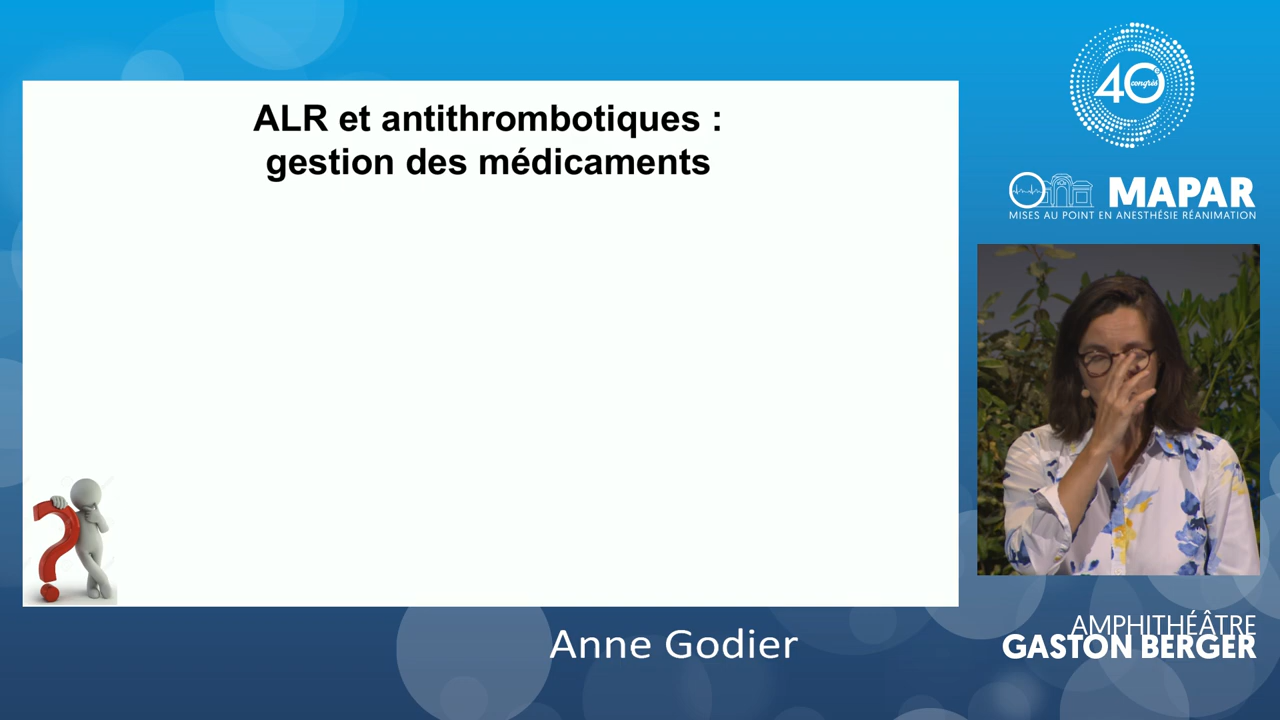 ALR et antithrombotiques :
gestion des médicaments
40e congrès
MAPAR
MISES AU POINT EN ANESTHÉSIE RÉANIMATION
Anne Godier
AMPHITHÉÂTRE
GASTON BERGER